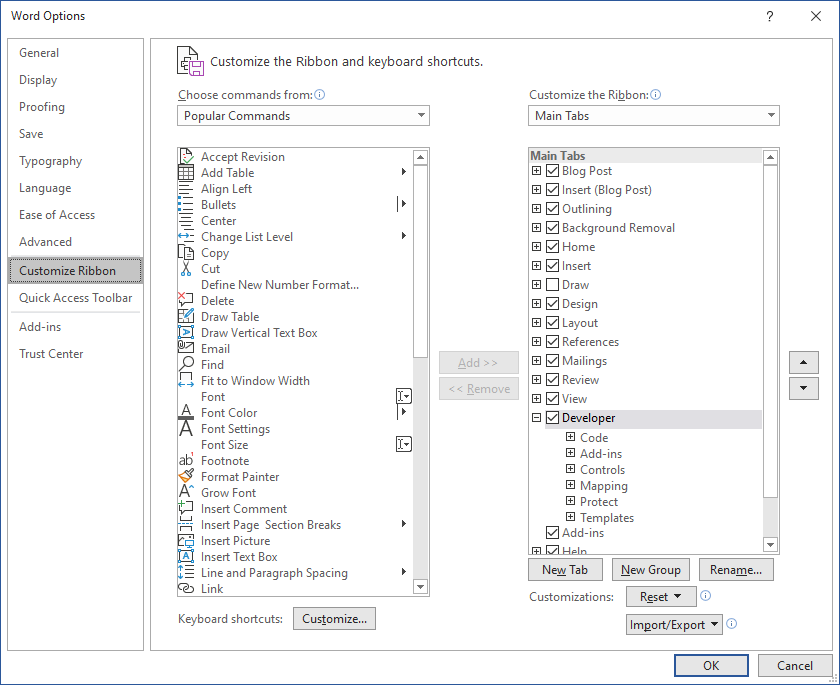 Word Options
General
Display
Proofing
Save
Typography
Language
Ease of Access
Advanced
Customize Ribbon
Quick Access Toolbar
Add-ins
Trust Center
Customize the Ribbon and keyboard shortcuts.
Choose commands from:
Popular Commands
Accept Revision
Add Table
Align Left
Bullets
Center
Change List Level
Copy
Cut
Define New Number Format...
Delete
Draw Table
Draw Vertical Text Box
Email
Find
Fit to Window Width
Font
Font Color
Font Settings
Font Size
Footnote
Format Painter
Grow Font
Insert Comment
Insert Page  Section Breaks
Insert Picture
Insert Text Box
Line and Paragraph Spacing
Link
Keyboard shortcuts: Customize...
Add >>
<< Remove
Customize the Ribbon:
Main Tabs
Main Tabs
Blog Post
Insert (Blog Post)
Outlining
Background Removal
Home
Insert
Draw
Design
Layout
References
Mailings
Review
View
Developer
Code
Add-ins
Controls
Mapping
Protect
Templates
Add-ins
Help
New Tab New Group Rename...
Customizations: Reset
Import/Export
OK Cancel